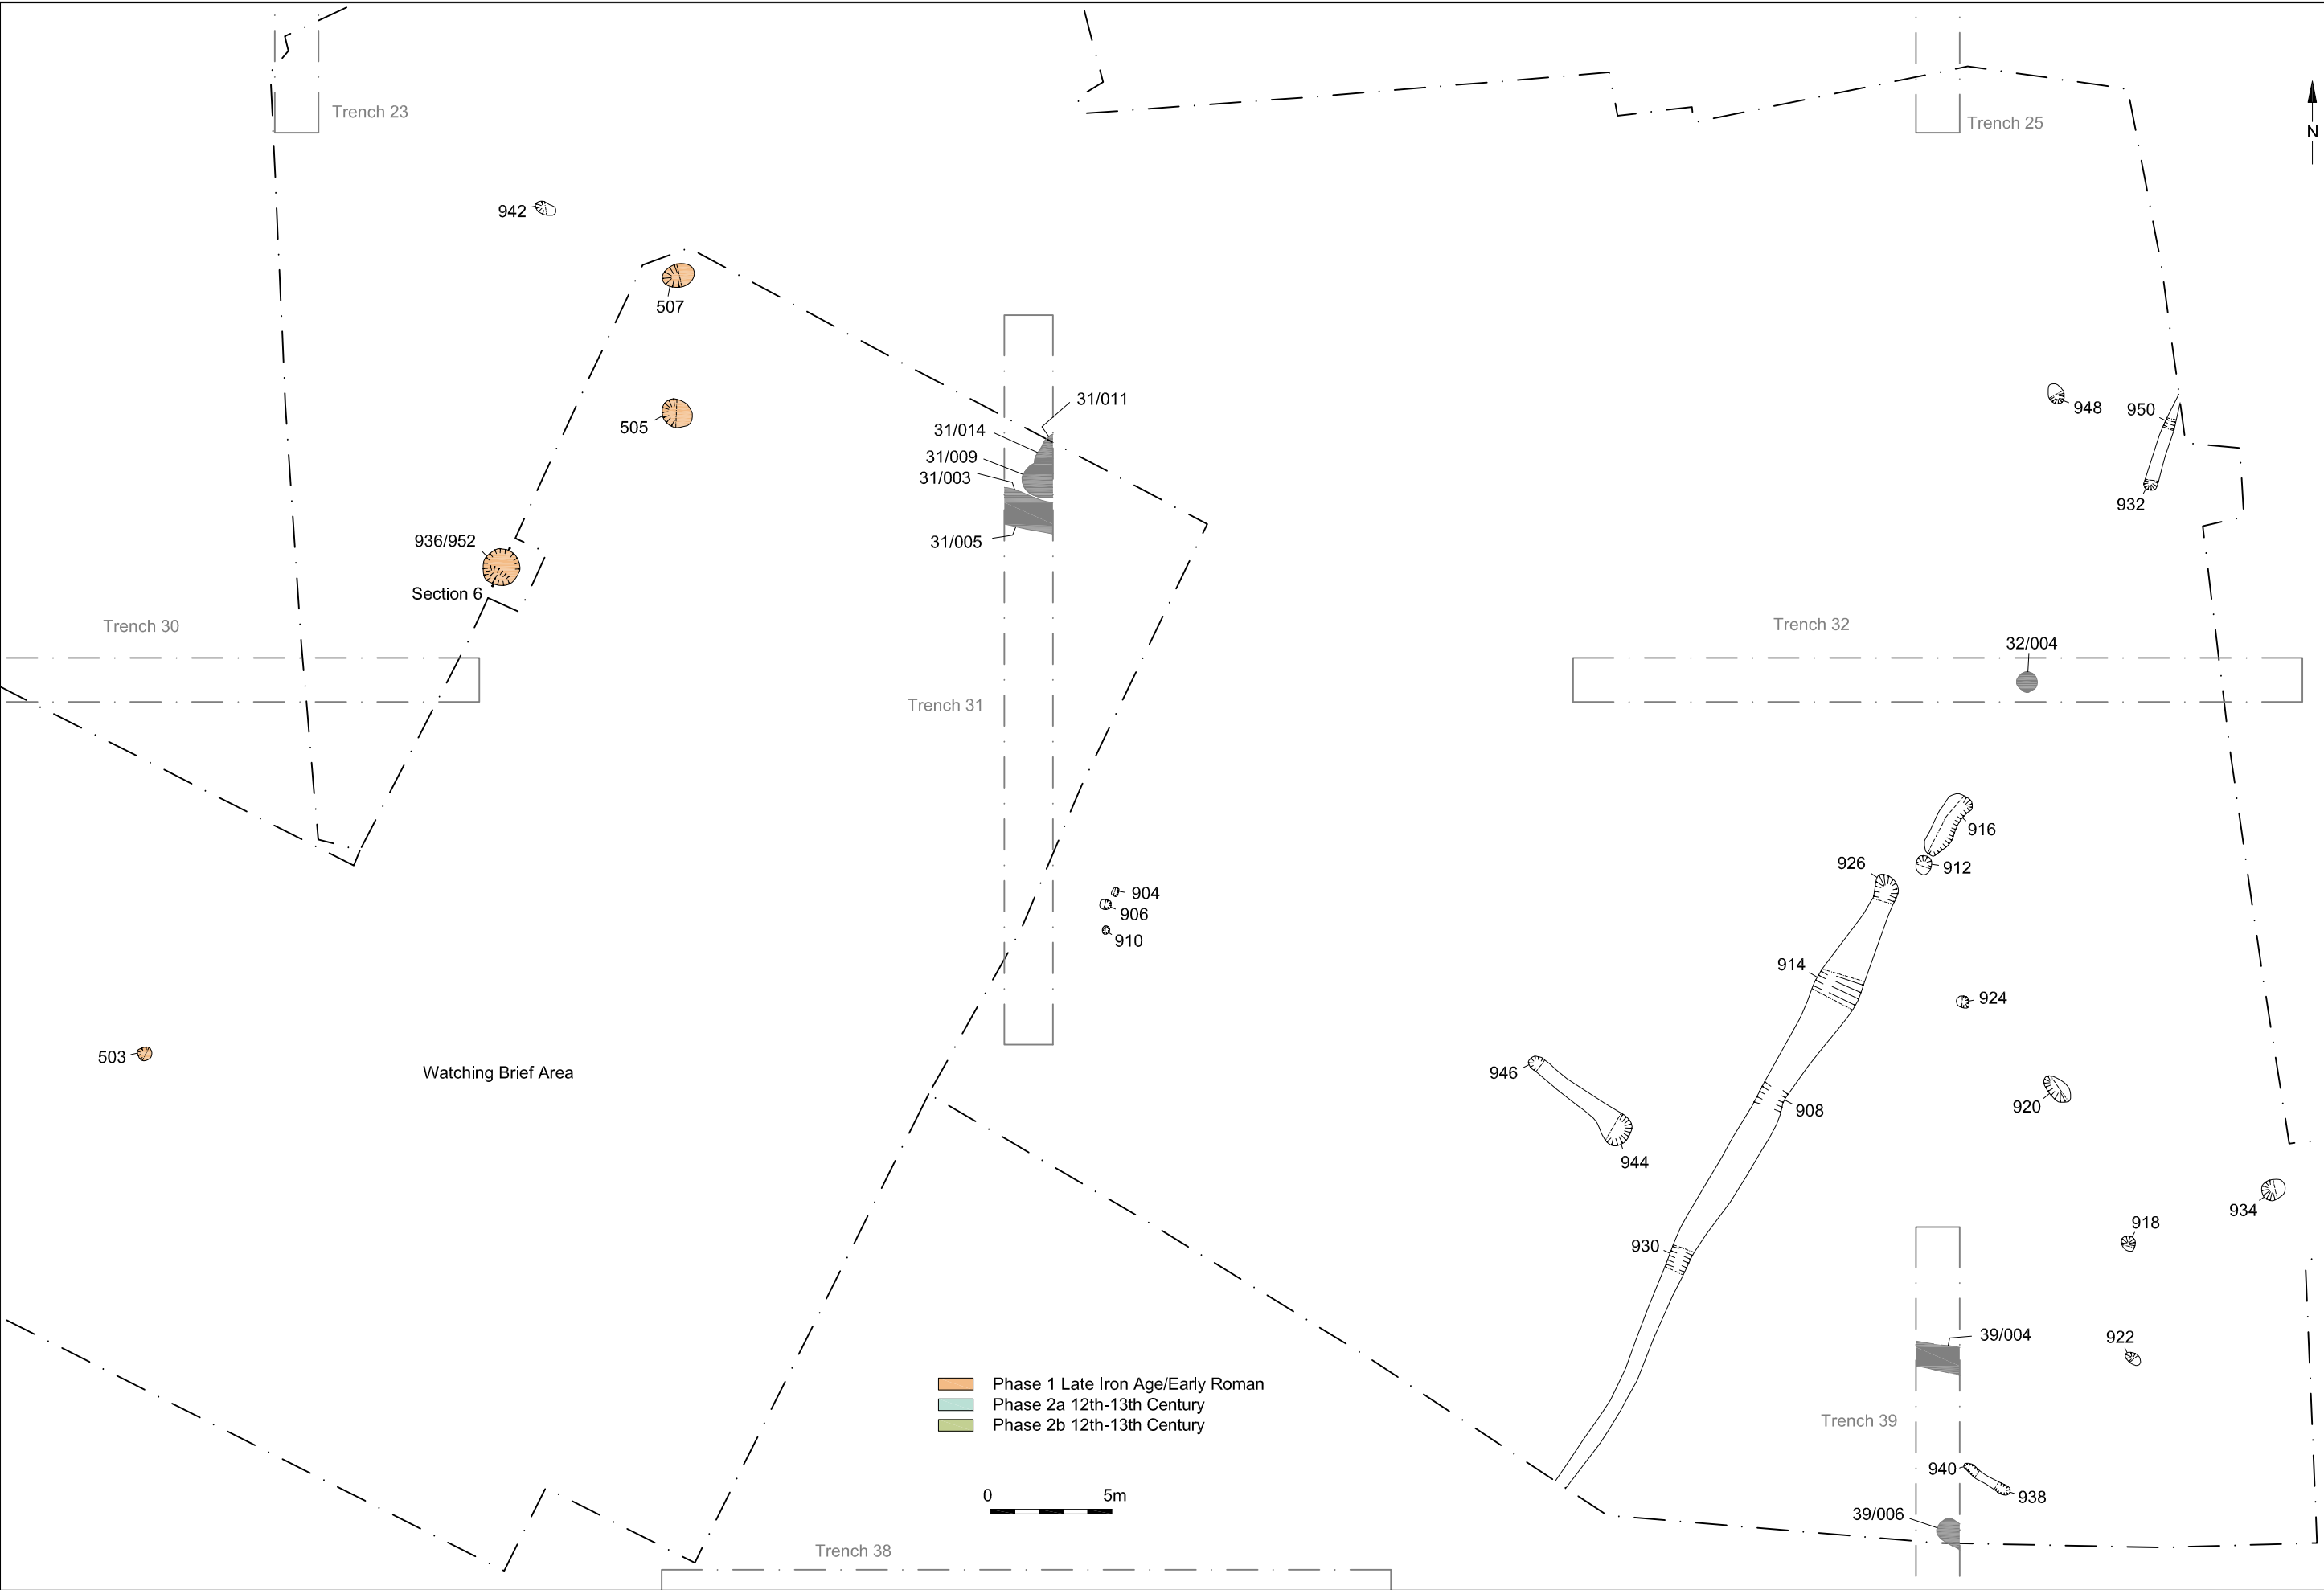 Trench 23
Trench 25
N
942
507
505
31/011
31/014
31/009
31/003
31/005
948
950
932
936/952
Section 6
Trench 30
Trench 32
32/004
Trench 31
916
912
926
904
906
910
914
924
503
Watching Brief Area
946
944
908
920
934
918
930
39/004
922
Phase 1 Late Iron Age/Early Roman
Phase 2a 12th-13th Century
Phase 2b 12th-13th Century
Trench 39
940
938
0 5m
39/006
Trench 38